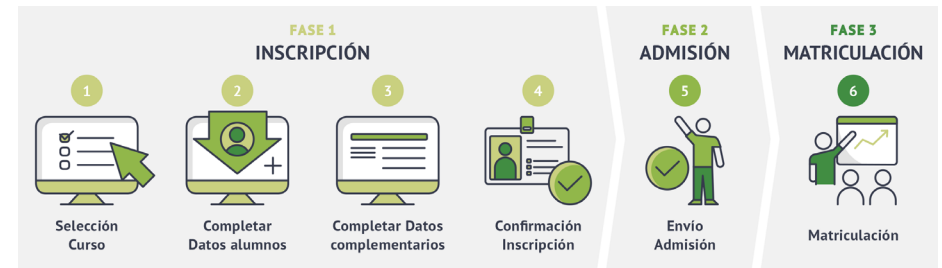 FASE 1
INSCRIPCIÓN
1
Selección
Curso
2
Completar
Datos alumnos
3
Completar Datos
complementarios
4
Confirmación
Inscripción
FASE 2
ADMISIÓN
5
Envío
Admisión
FASE 3
MATRICULACIÓN
6
Matriculación